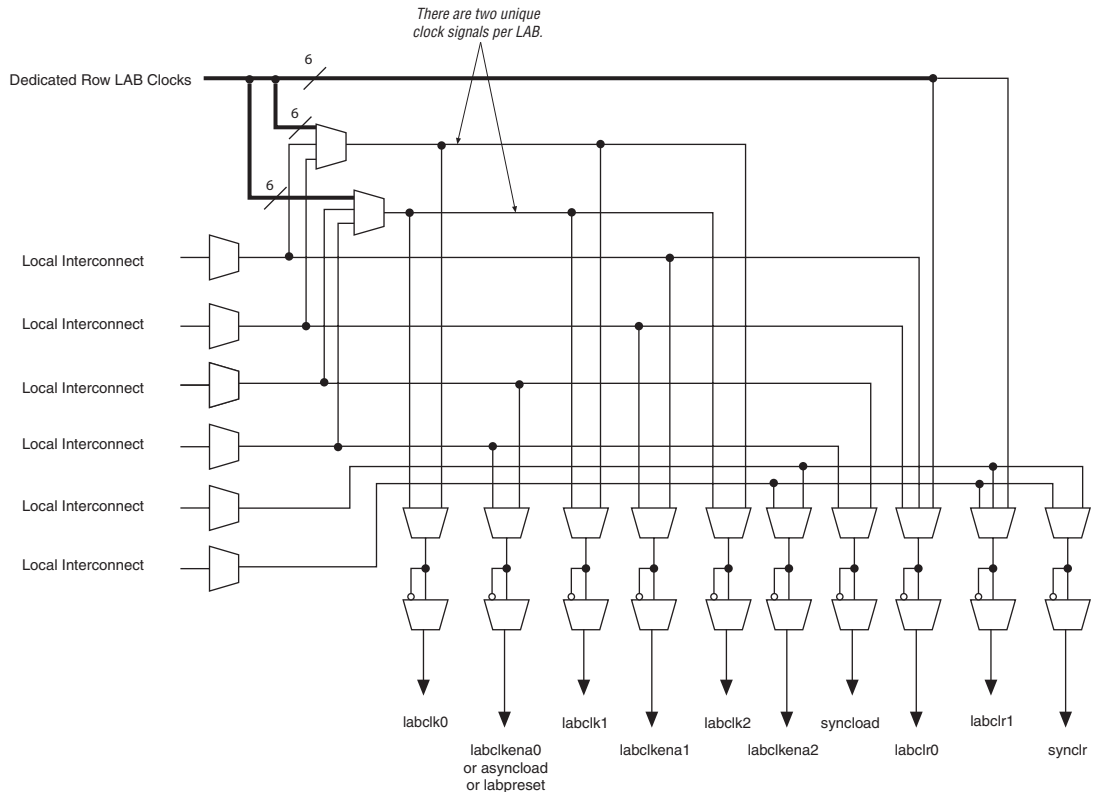 There are two unique
clock signals per LAB.
6
Dedicated Row LAB Clocks
6
6
Local Interconnect
Local Interconnect
Local Interconnect
Local Interconnect
Local Interconnect
Local Interconnect
labclk0
labclk1
labclk2
syncload
labclr1
labclkena0
or asyncload
or labpreset
labclkena1
labclkena2
labclr0
synclr